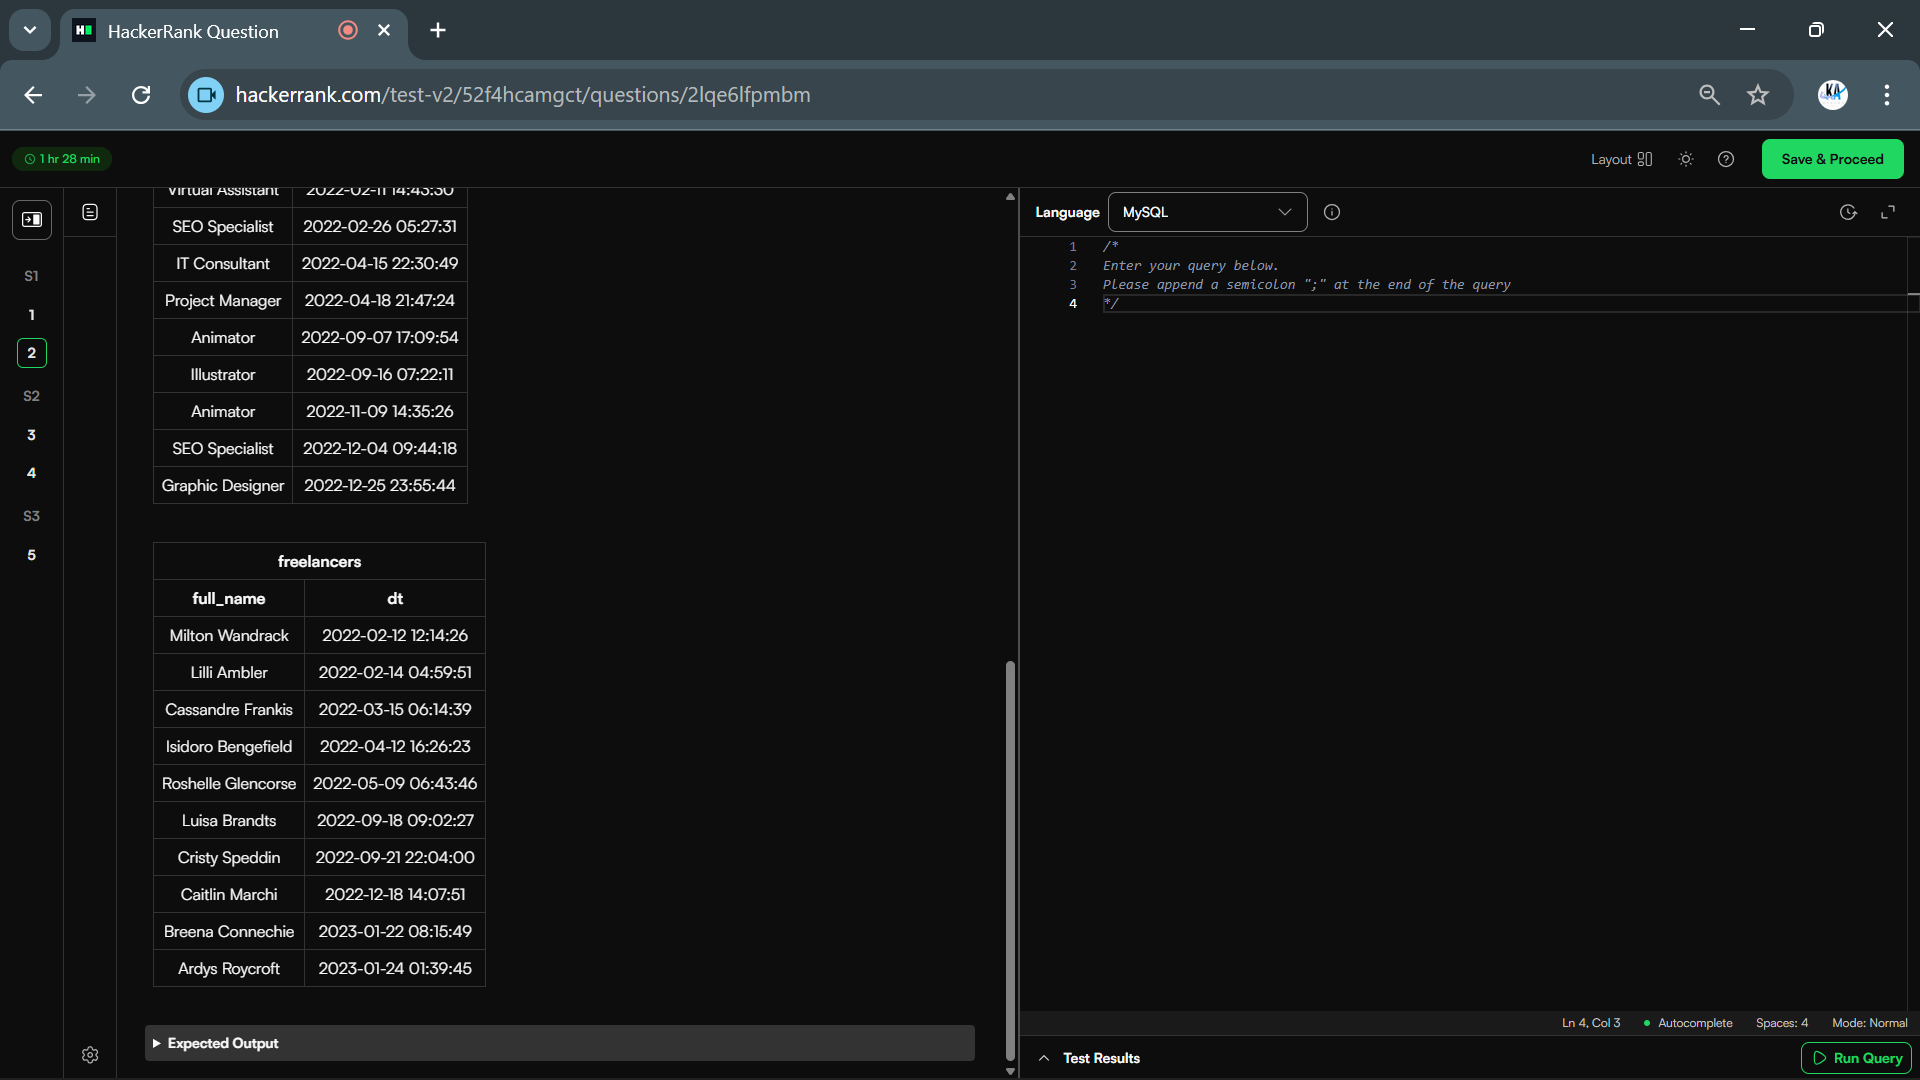 HackerRank Question
hackerrank.com/test-v2/52f4hcamgct/questions/2lqe6lfpmbm
KA
1 hr 28 min
Layout
Save & Proceed
S1
1
2
S2
3
4
S3
5
Virtual Assistant 2022-02-11 14:43:30
SEO Specialist 2022-02-26 05:27:31
IT Consultant 2022-04-15 22:30:49
Project Manager 2022-04-18 21:47:24
Animator 2022-09-07 17:09:54
Illustrator 2022-09-16 07:22:11
Animator 2022-11-09 14:35:26
SEO Specialist 2022-12-04 09:44:18
Graphic Designer 2022-12-25 23:55:44
freelancers
full_name dt
Milton Wandrack 2022-02-12 12:14:26
Lilli Ambler 2022-02-14 04:59:51
Cassandre Frankis 2022-03-15 06:14:39
Isidoro Bengefield 2022-04-12 16:26:23
Roshelle Glencorse 2022-05-09 06:43:46
Luisa Brandts 2022-09-18 09:02:27
Cristy Speddin 2022-09-21 22:04:00
Caitlin Marchi 2022-12-18 14:07:51
Breena Connechie 2023-01-22 08:15:49
Ardys Roycroft 2023-01-24 01:39:45
Expected Output
Language MySQL
1 /*
2 Enter your query below.
3 Please append a semicolon ";" at the end of the query
4 */
Ln 4, Col 3 Autocomplete Spaces: 4 Mode: Normal
Test Results
Run Query